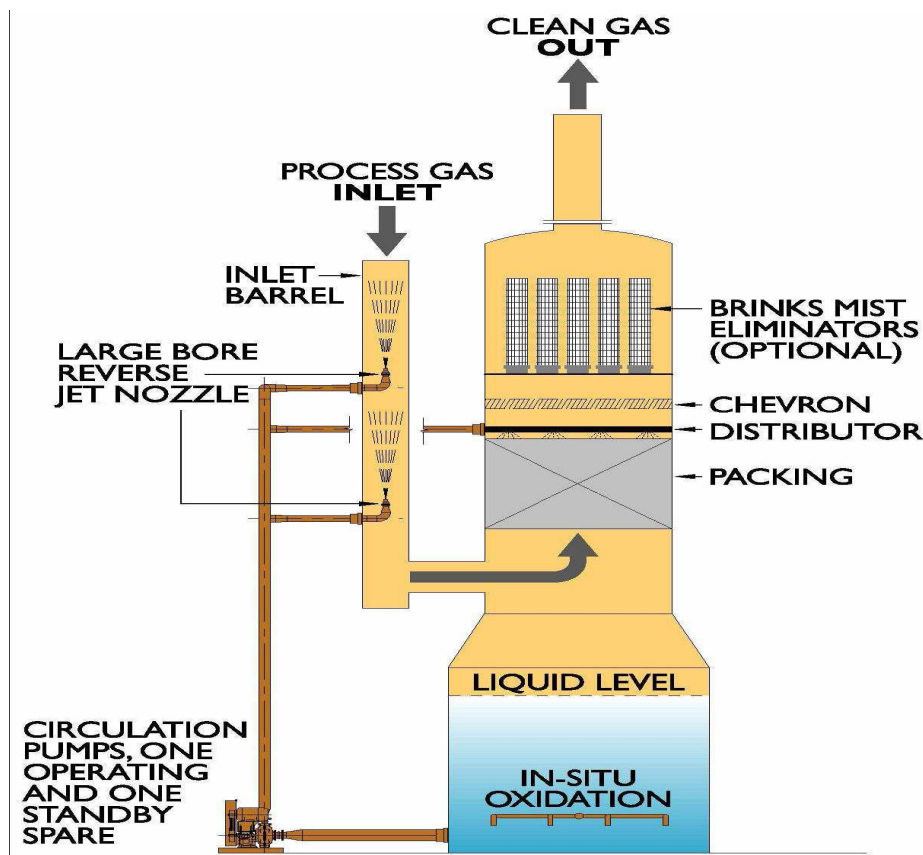 CLEAN GAS
OUT
PROCESS GAS
INLET
INLET
BARREL
BRINKS MIST
ELIMINATORS
(OPTIONAL)
LARGE BORE
REVERSE
JET NOZZLE
CHEVRON
DISTRIBUTOR
PACKING
LIQUID LEVEL
CIRCULATION
PUMPS, ONE
OPERATING
AND ONE
STANDBY
SPARE
IN-SITU
OXIDATION